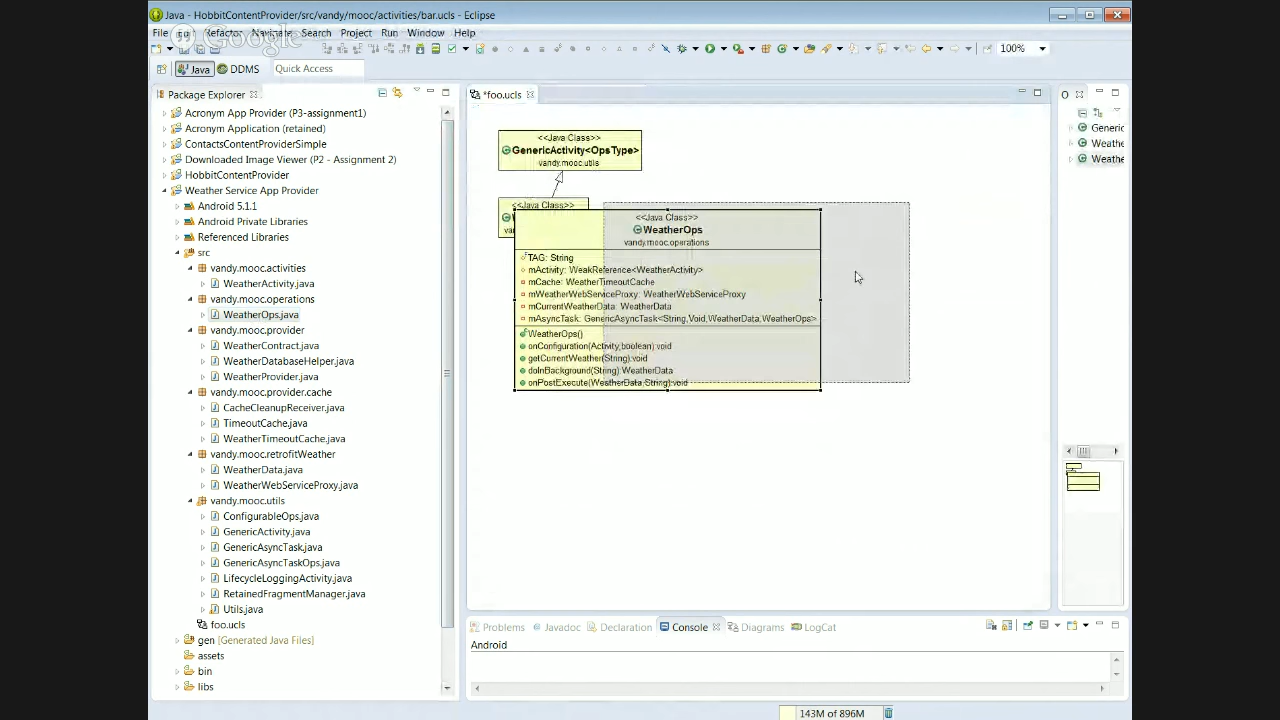 Java - HobbitContentProvider/src/vandy/mooc/activities/bar.ucls - Eclipse
File Edit Refactor Navigate Search Project Run Window Help
Google
100%
Java DDMS Quick Access
Package Explorer
Acronym App Provider (P3-assignment1)
Acronym Application (retained)
ContactsContentProviderSimple
Downloaded Image Viewer (P2 - Assignment 2)
HobbitContentProvider
Weather Service App Provider
Android 5.1.1
Android Private Libraries
Referenced Libraries
src
vandy.mooc.activities
WeatherActivity.java
vandy.mooc.operations
WeatherOps.java
vandy.mooc.provider
WeatherContract.java
WeatherDatabaseHelper.java
WeatherProvider.java
vandy.mooc.provider.cache
CacheCleanupReceiver.java
TimeoutCache.java
WeatherTimeoutCache.java
vandy.mooc.retrofitWeather
WeatherData.java
WeatherWebServiceProxy.java
vandy.mooc.utils
ConfigurableOps.java
GenericActivity.java
GenericAsyncTask.java
GenericAsyncTaskOps.java
LifecycleLoggingActivity.java
RetainedFragmentManager.java
Utils.java
foo.ucls
gen [Generated Java Files]
assets
bin
libs
*foo.ucls
<<Java Class>>
GenericActivity<OpsType>
vandy.mooc.utils
<<Java Class>>
<<Java Class>>
WeatherOps
vandy.mooc.operations
TAG: String
mActivity: WeakReference<WeatherActivity>
mCache: WeatherTimeoutCache
mWeatherWebServiceProxy: WeatherWebServiceProxy
mCurrentWeatherData: WeatherData
mAsyncTask: GenericAsyncTask<String,Void,WeatherData,WeatherOps>
WeatherOps()
onConfiguration(Activity,boolean):void
getCurrentWeather(String):void
doInBackground(String):WeatherData
onPostExecute(WeatherData,String):void
O
Generic
Weathe
Weathe
Problems Javadoc Declaration Console Diagrams LogCat
Android
143M of 896M